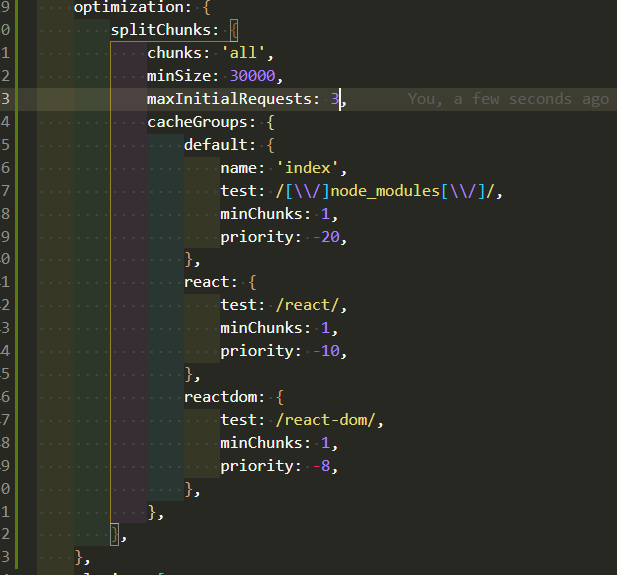 9 optimization: {
0 splitChunks: {
1 chunks: 'all',
2 minSize: 30000,
3 maxInitialRequests: 3, You, a few seconds ago
4 cacheGroups: {
5 default: {
6 name: 'index',
7 test: /[\\/]node_modules[\\/]/,
8 minChunks: 1,
9 priority: -20,
0 },
1 react: {
2 test: /react/,
3 minChunks: 1,
4 priority: -10,
5 },
6 reactdom: {
7 test: /react-dom/,
8 minChunks: 1,
9 priority: -8,
0 },
1 },
2 },
3 },